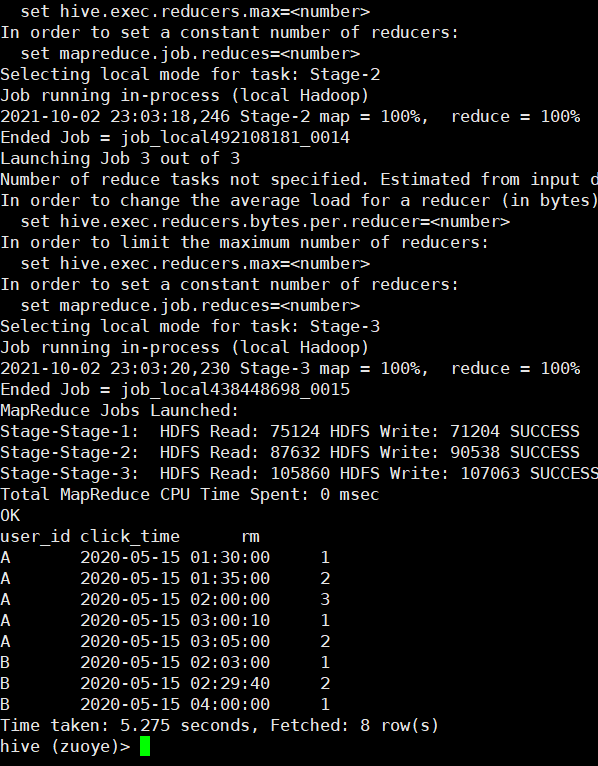 set hive.exec.reducers.max=<number>
In order to set a constant number of reducers:
set mapreduce.job.reduces=<number>
Selecting local mode for task: Stage-2
Job running in-process (local Hadoop)
2021-10-02 23:03:18,246 Stage-2 map = 100%,  reduce = 100%
Ended Job = job_local492108181_0014
Launching Job 3 out of 3
Number of reduce tasks not specified. Estimated from input d
In order to change the average load for a reducer (in bytes)
set hive.exec.reducers.bytes.per.reducer=<number>
In order to limit the maximum number of reducers:
set hive.exec.reducers.max=<number>
In order to set a constant number of reducers:
set mapreduce.job.reduces=<number>
Selecting local mode for task: Stage-3
Job running in-process (local Hadoop)
2021-10-02 23:03:20,230 Stage-3 map = 100%,  reduce = 100%
Ended Job = job_local438448698_0015
MapReduce Jobs Launched:
Stage-Stage-1:  HDFS Read: 75124 HDFS Write: 71204 SUCCESS
Stage-Stage-2:  HDFS Read: 87632 HDFS Write: 90538 SUCCESS
Stage-Stage-3:  HDFS Read: 105860 HDFS Write: 107063 SUCCESS
Total MapReduce CPU Time Spent: 0 msec
OK
user_id click_time      rm
A       2020-05-15 01:30:00     1
A       2020-05-15 01:35:00     2
A       2020-05-15 02:00:00     3
A       2020-05-15 03:00:10     1
A       2020-05-15 03:05:00     2
B       2020-05-15 02:03:00     1
B       2020-05-15 02:29:40     2
B       2020-05-15 04:00:00     1
Time taken: 5.275 seconds, Fetched: 8 row(s)
hive (zuoye)>